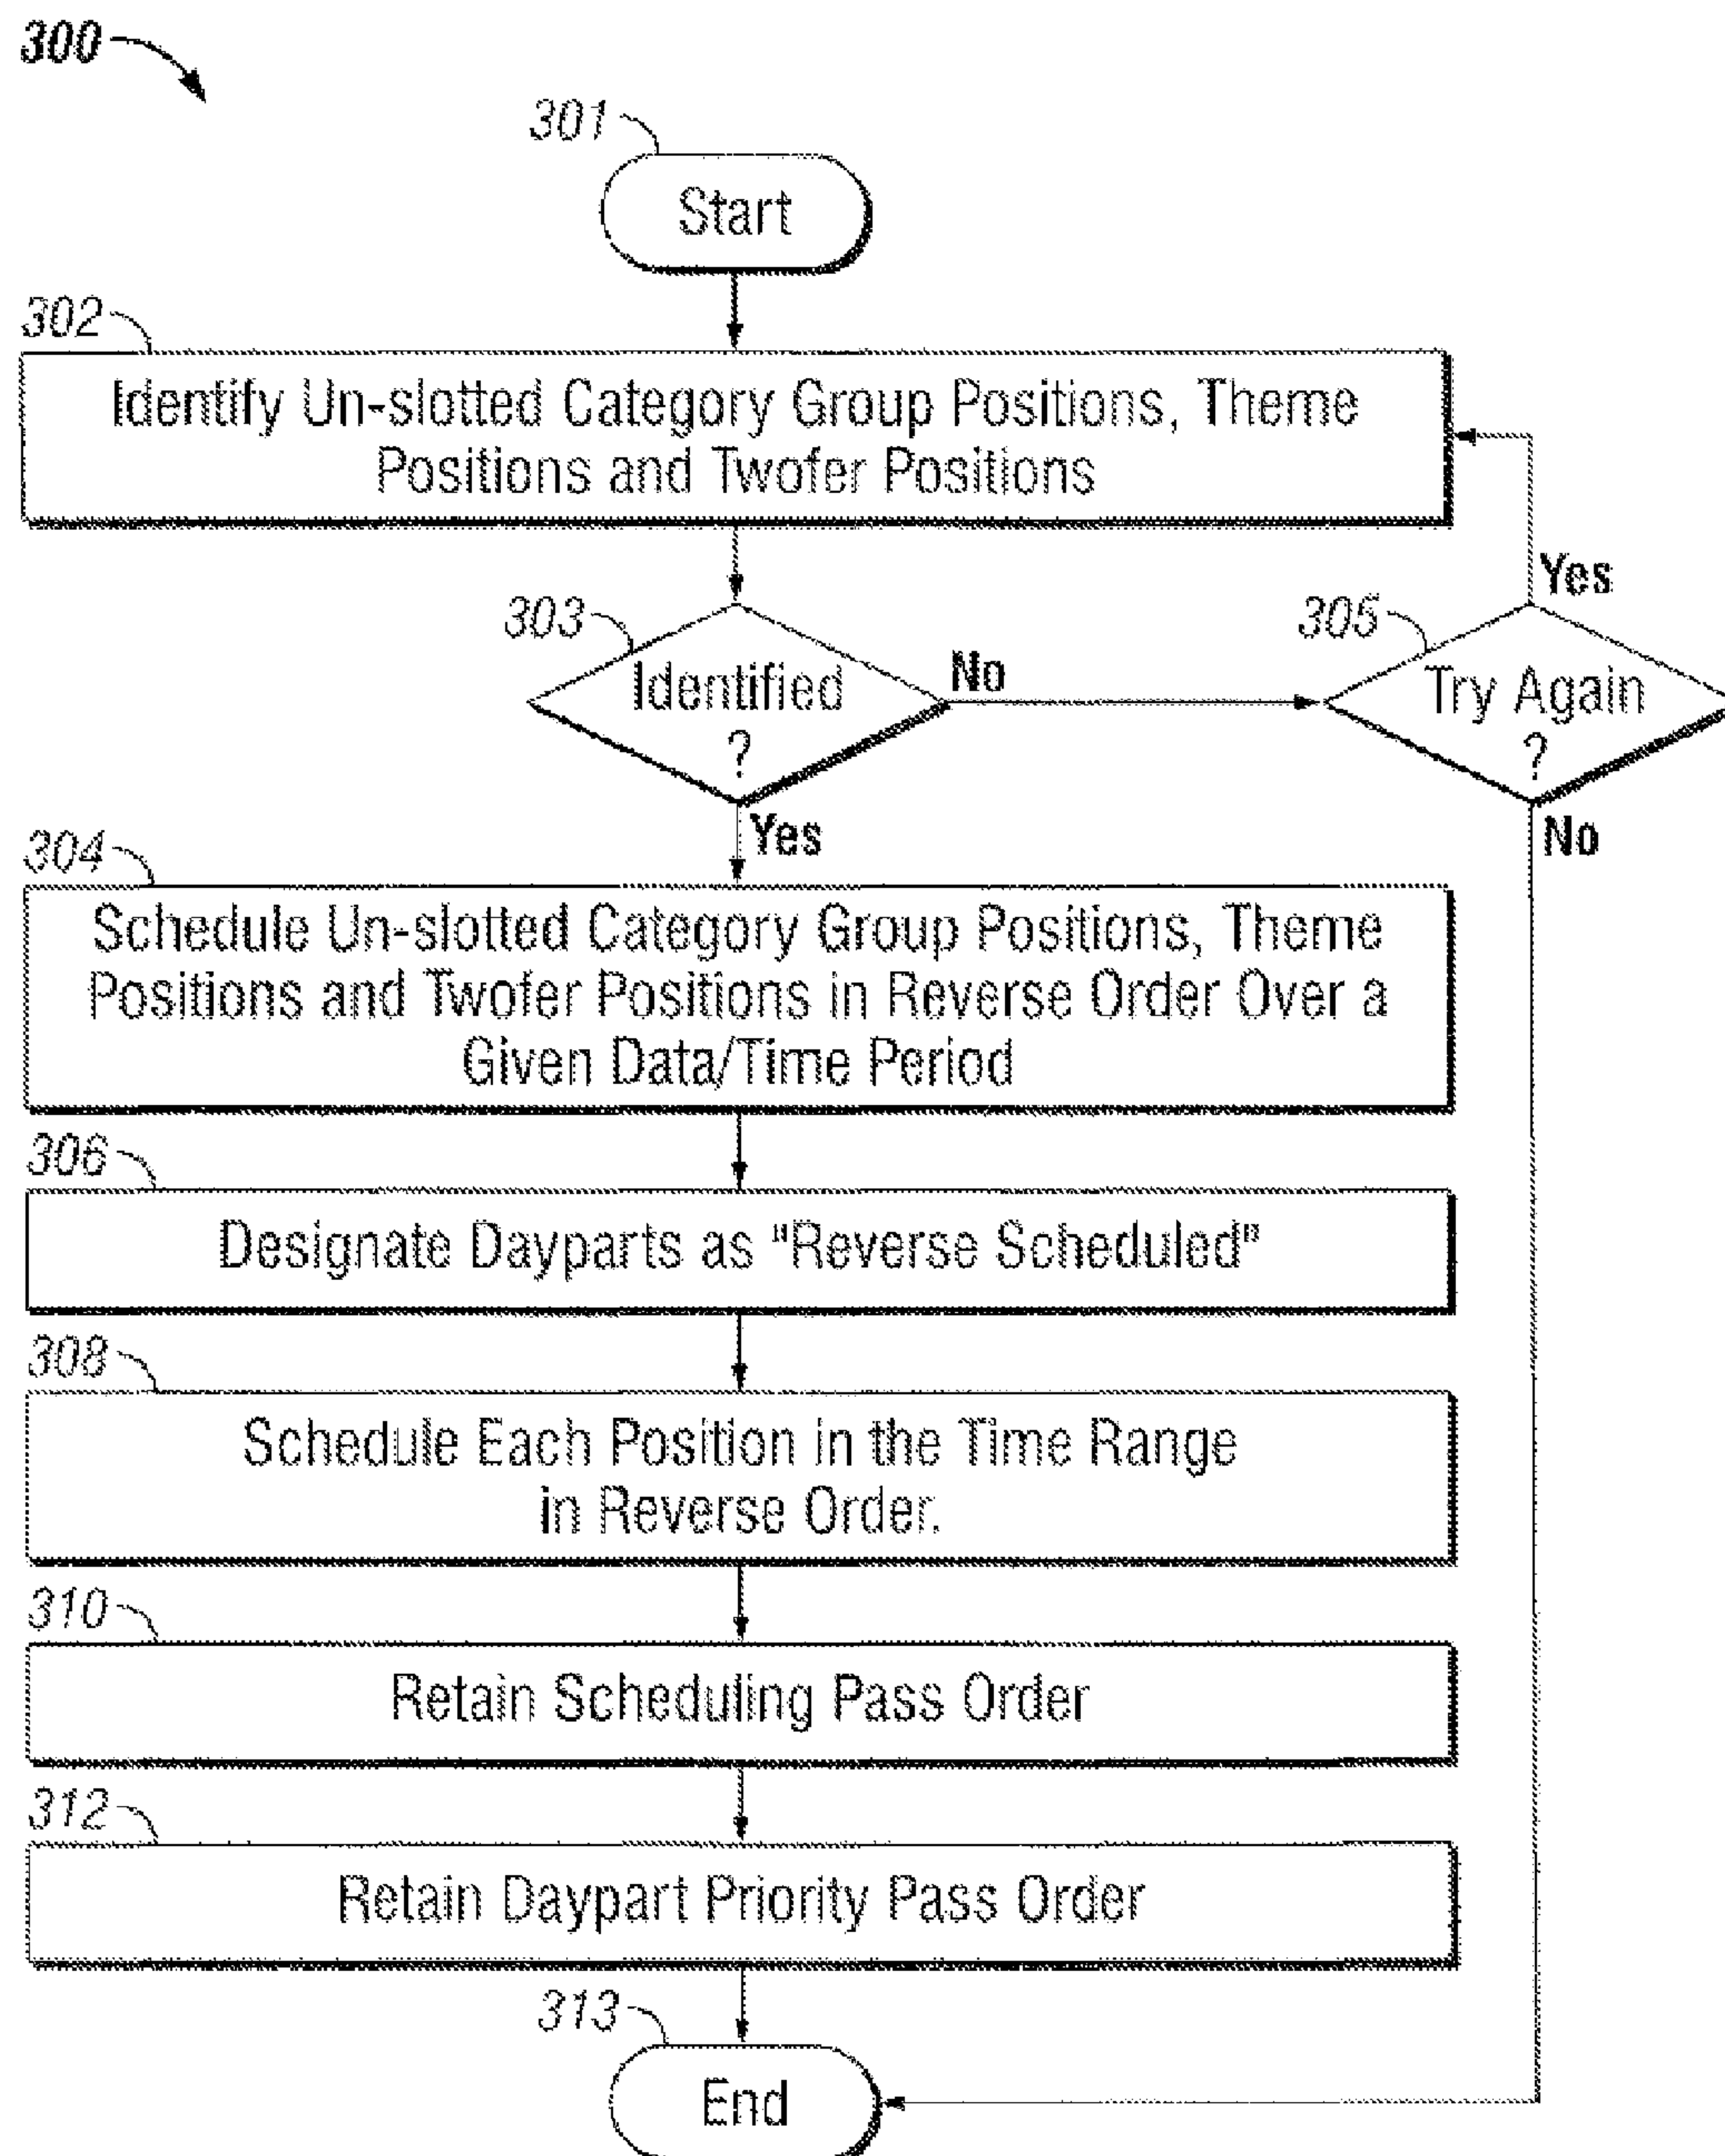 300
301
Start
302
Identify Un-slotted Category Group Positions, Theme
Positions and Twofer Positions
Yes
303
305
Identified
?
No
Try Again
?
Yes
No
304
Schedule Un-slotted Category Group Positions, Theme
Positions and Twofer Positions in Reverse Order Over a
Given Data/Time Period
306
Designate Dayparts as "Reverse Scheduled"
308
Schedule Each Position in the Time Range
in Reverse Order.
310
Retain Scheduling Pass Order
312
Retain Daypart Priority Pass Order
313
End